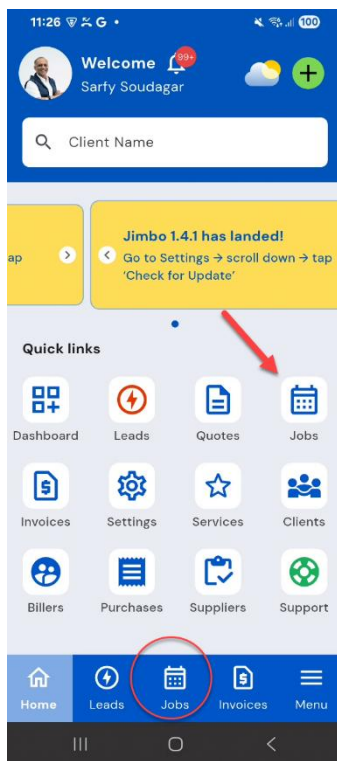 11:26 G
100
Welcome 99+
Sarfy Soudagar
Client Name
ap
Jimbo 1.4.1 has landed!
Go to Settings → scroll down → tap
‘Check for Update’
Quick links
Dashboard Leads Quotes Jobs
Invoices Settings Services Clients
Billers Purchases Suppliers Support
Home Leads Jobs Invoices Menu